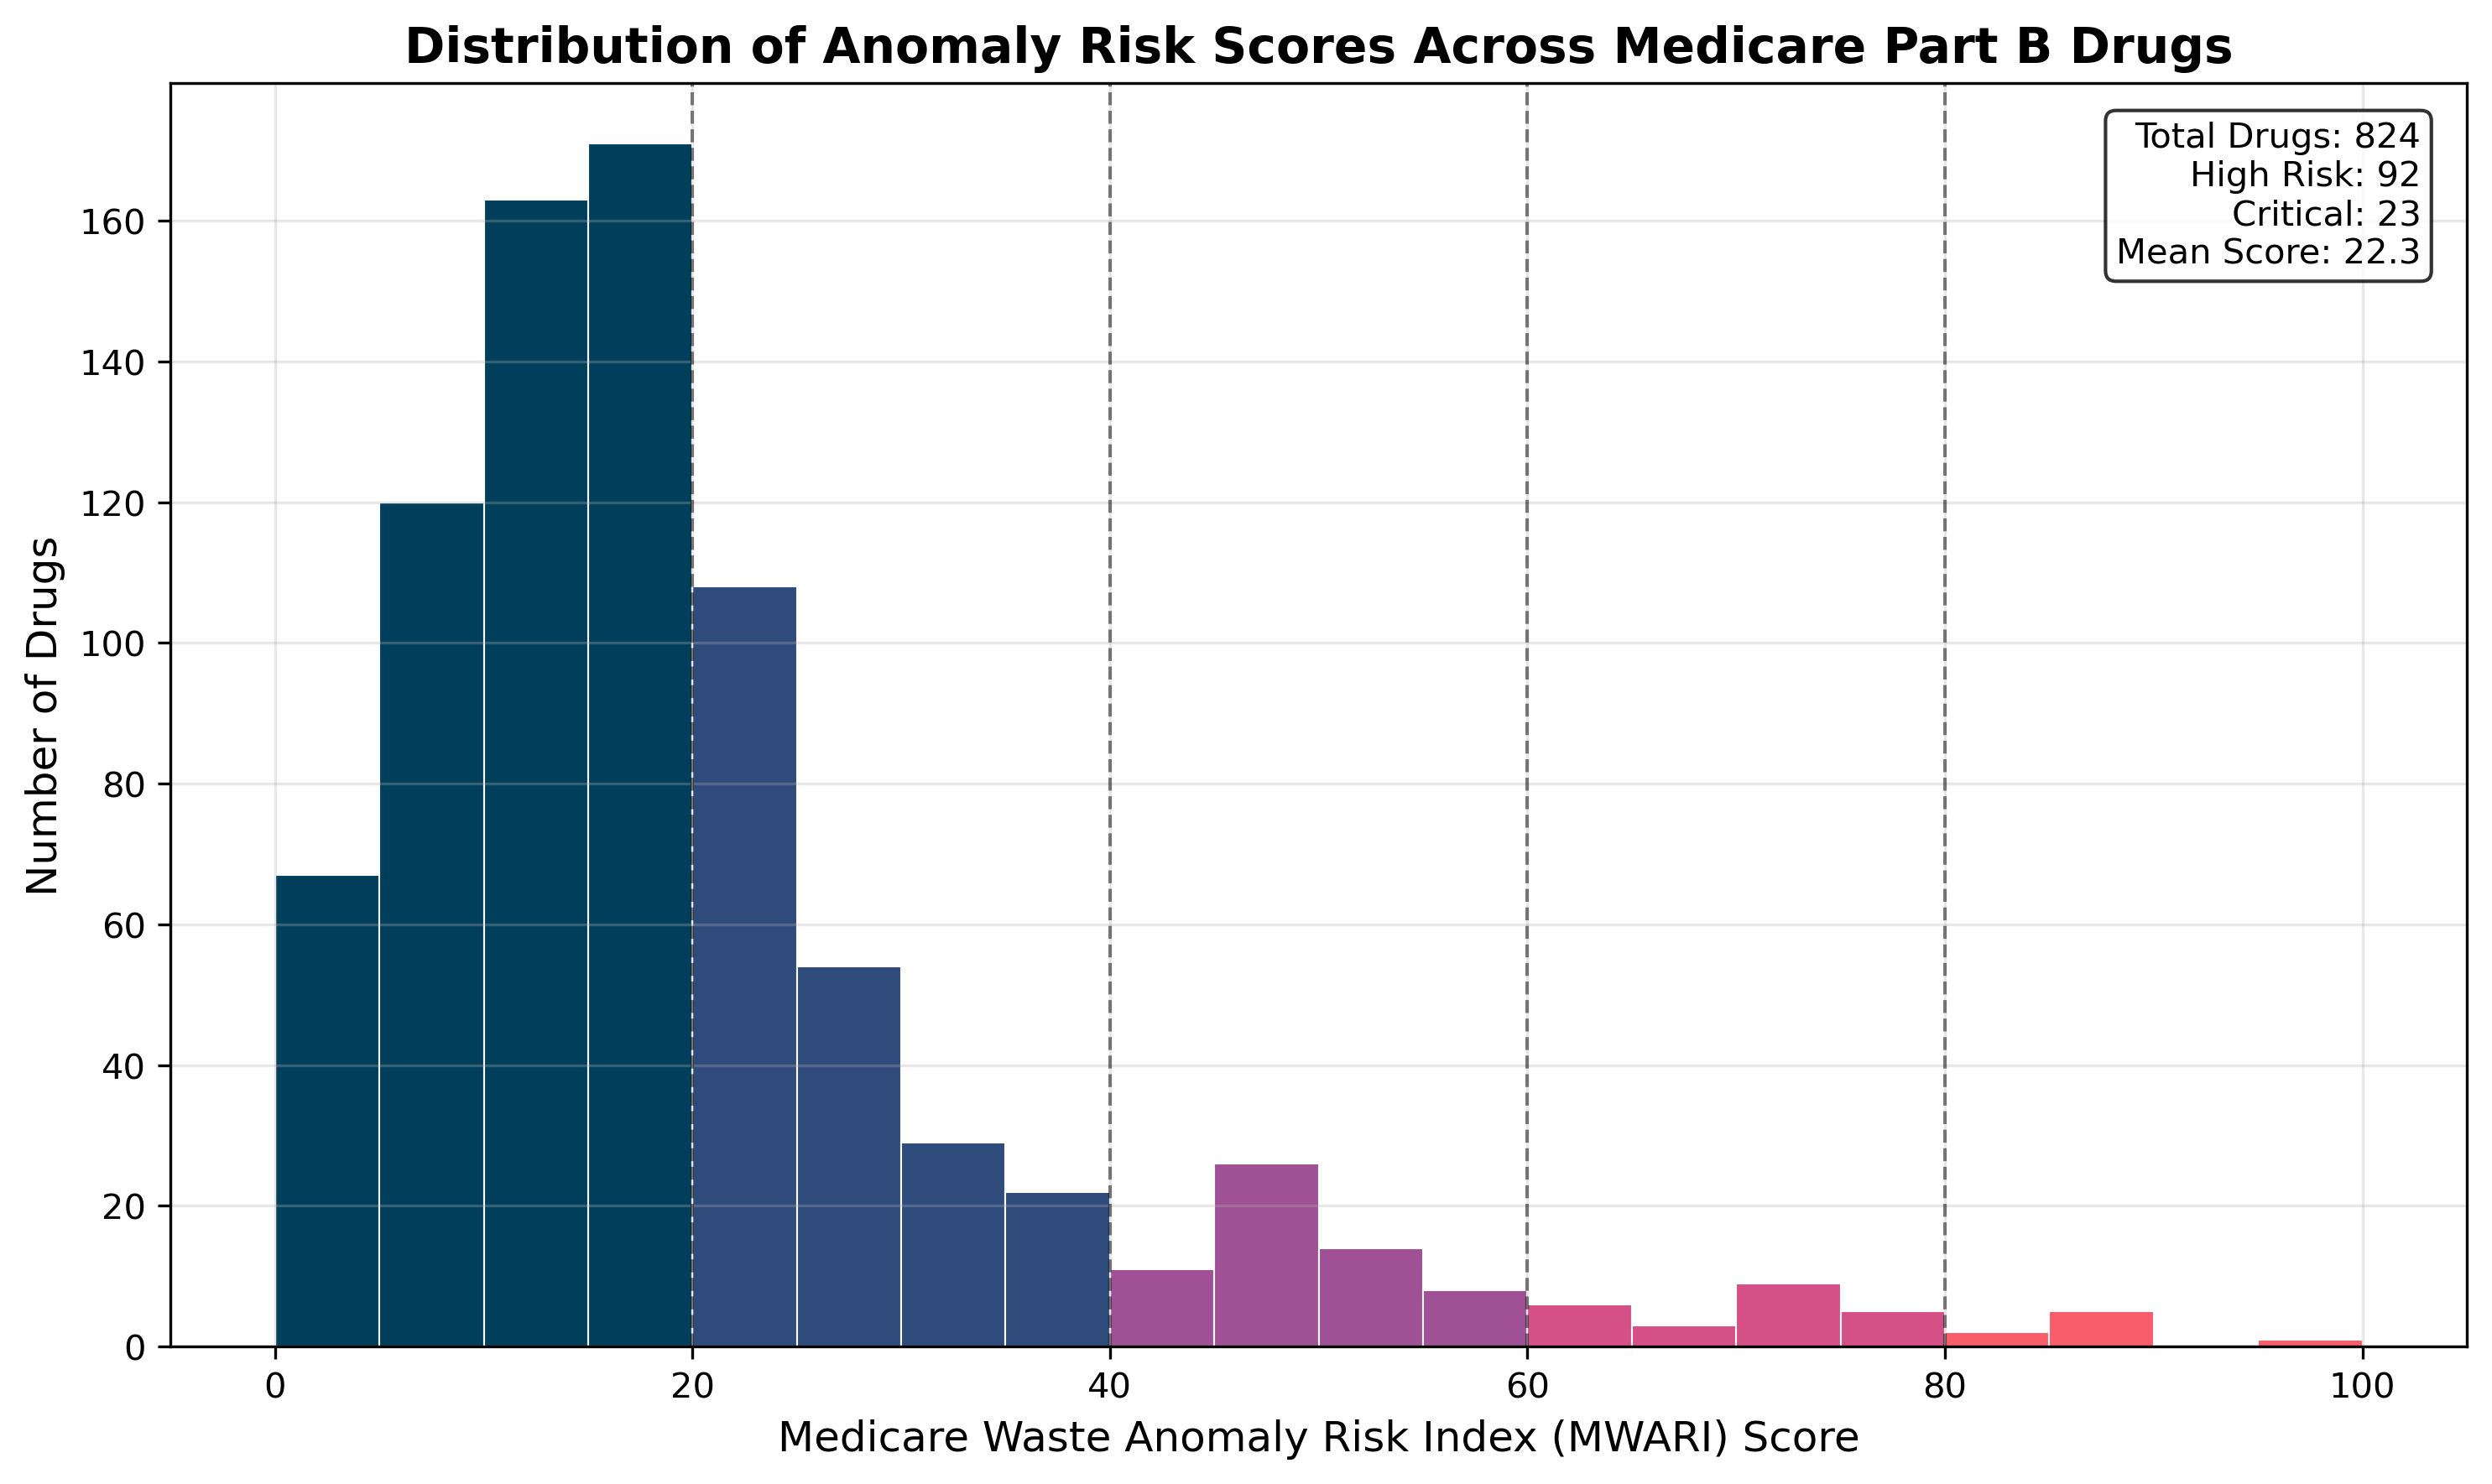 Distribution of Anomaly Risk Scores Across Medicare Part B Drugs
Total Drugs: 824
High Risk: 92
Critical: 23
Mean Score: 22.3
Number of Drugs
160
140
120
100
80
60
40
20
0
0 20 40 60 80 100
Medicare Waste Anomaly Risk Index (MWARI) Score